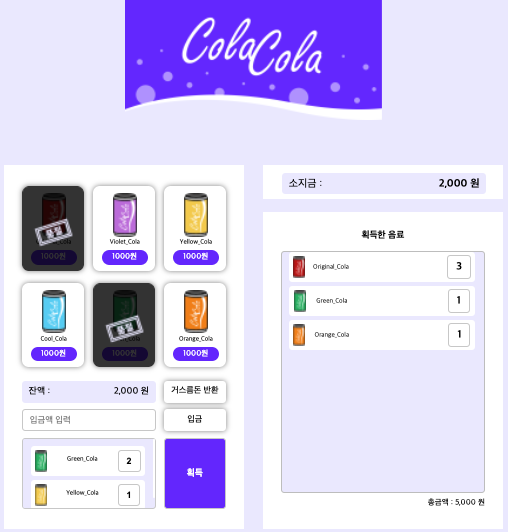 ColaCola
품절
1000원
Violet_Cola
1000원
Yellow_Cola
1000원
Cool_Cola
1000원
품절
1000원
Orange_Cola
1000원
잔액 :
2,000 원
거스름돈 반환
입금액 입력
입금
Green_Cola
2
Yellow_Cola
1
획득
소지금 :
2,000 원
획득한 음료
Original_Cola
3
Green_Cola
1
Orange_Cola
1
총금액 : 5,000 원